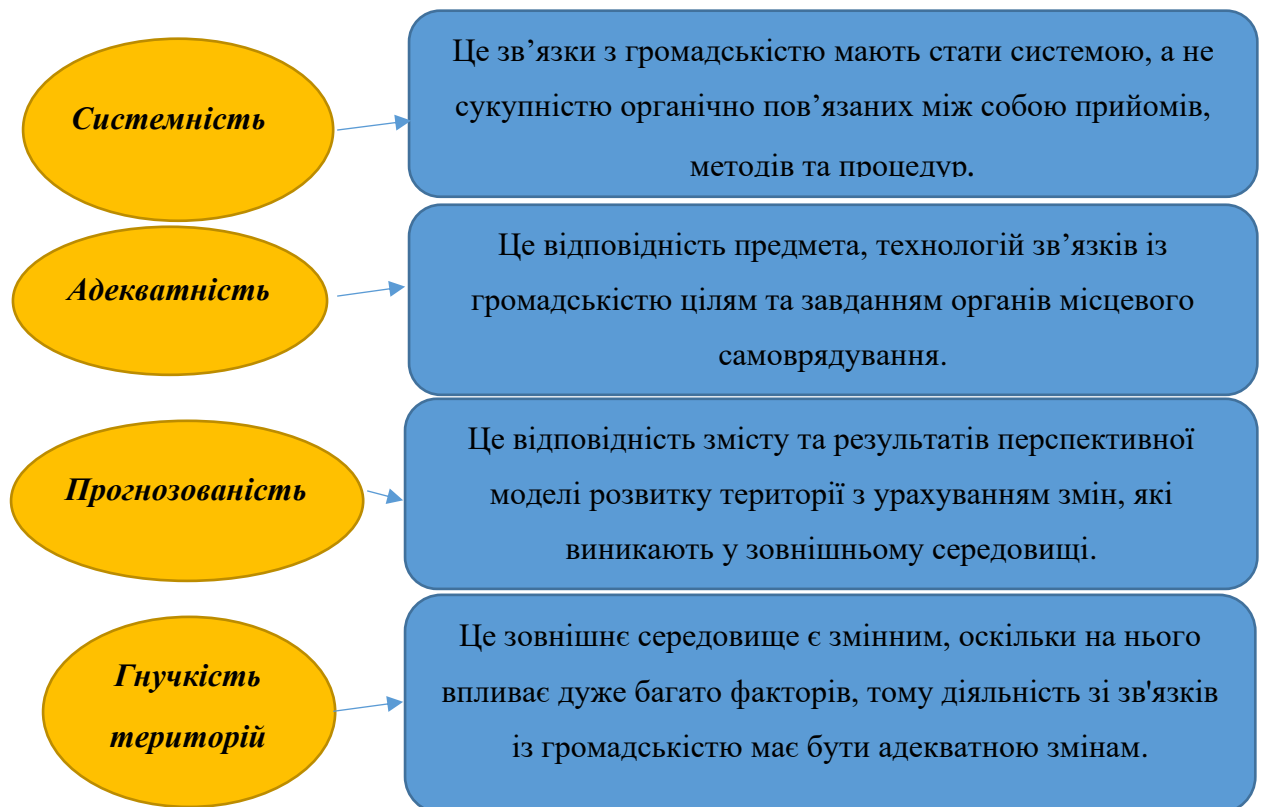 Системність
Це зв’язки з громадськістю мають стати системою, а не
сукупністю органічно пов’язаних між собою прийомів,
методів та процедур.
Адекватність
Це відповідність предмета, технологій зв’язків із
громадськістю цілям та завданням органів місцевого
самоврядування.
Прогнозованість
Це відповідність змісту та результатів перспективної
моделі розвитку території з урахуванням змін, які
виникають у зовнішньому середовищі.
Гнучкість
територій
Це зовнішнє середовище є змінним, оскільки на нього
впливає дуже багато факторів, тому діяльність зі зв'язків
із громадськістю має бути адекватною змінам.